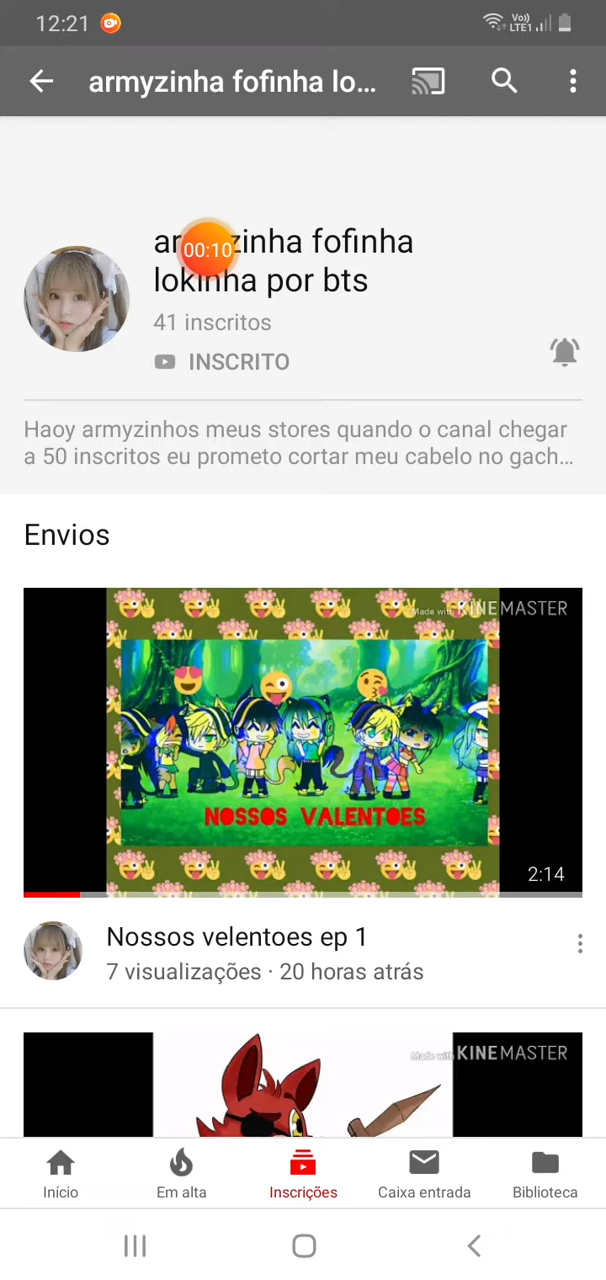 12:21
Vo))
LTE1
armyzinha fofinha lo...
00:10
armyzinha fofinha
lokinha por bts
41 inscritos
INSCRITO
Haoy armyzinhos meus stores quando o canal chegar
a 50 inscritos eu prometo cortar meu cabelo no gach...
Envios
Made with KINEMASTER
NOSSOS VALENTOES
2:14
Nossos velentoes ep 1
7 visualizações · 20 horas atrás
Made with KINEMASTER
Início
Em alta
Inscrições
Caixa entrada
Biblioteca